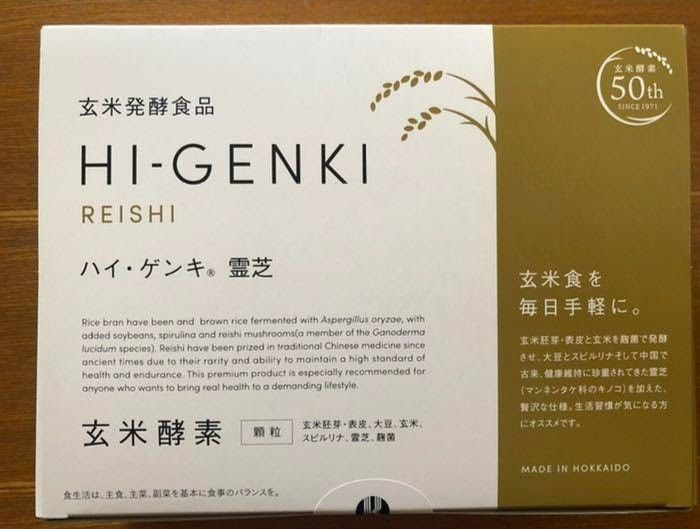 玄米発酵食品
HI-GENKI
REISHI
ハイ・ゲンキ® 霊芝
Rice bran have been and brown rice fermented with Aspergillus oryzae, with
added soybeans, spirulina and reishi mushrooms(a member of the Ganoderma
lucidum species). Reishi have been prized in traditional Chinese medicine since
ancient times due to their rarity and ability to maintain a high standard of
health and endurance. This premium product is especially recommended for
anyone who wants to bring real health to a demanding lifestyle.
玄米酵素
顆粒
玄米胚芽・表皮、大豆、玄米、
スピルリナ、霊芝、麹菌
食生活は、主食、主菜、副菜を基本に食事のバランスを。
玄米酵素
50th
SINCE 1971
玄米食を
毎日手軽に。
玄米胚芽・表皮と玄米を麹菌で発酵
させ、大豆とスピルリナそして中国で
古来、健康維持に珍重されてきた霊芝
(マンネンタケ科のキノコ)を加えた、
贅沢な仕様。生活習慣が気になる方
にオススメです。
MADE IN HOKKAIDO